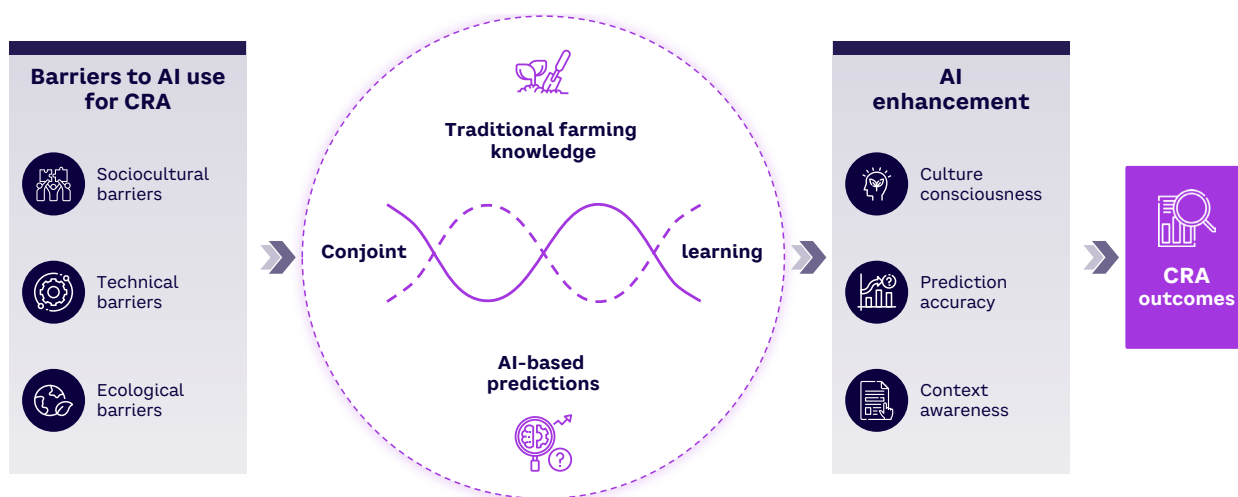 Barriers to AI use
for CRA
Sociocultural
barriers
Technical
barriers
Ecological
barriers
Traditional farming
knowledge
Conjoint
learning
AI-based
predictions
?
AI
enhancement
Culture
consciousness
?
Prediction
accuracy
Context
awareness
CRA
outcomes